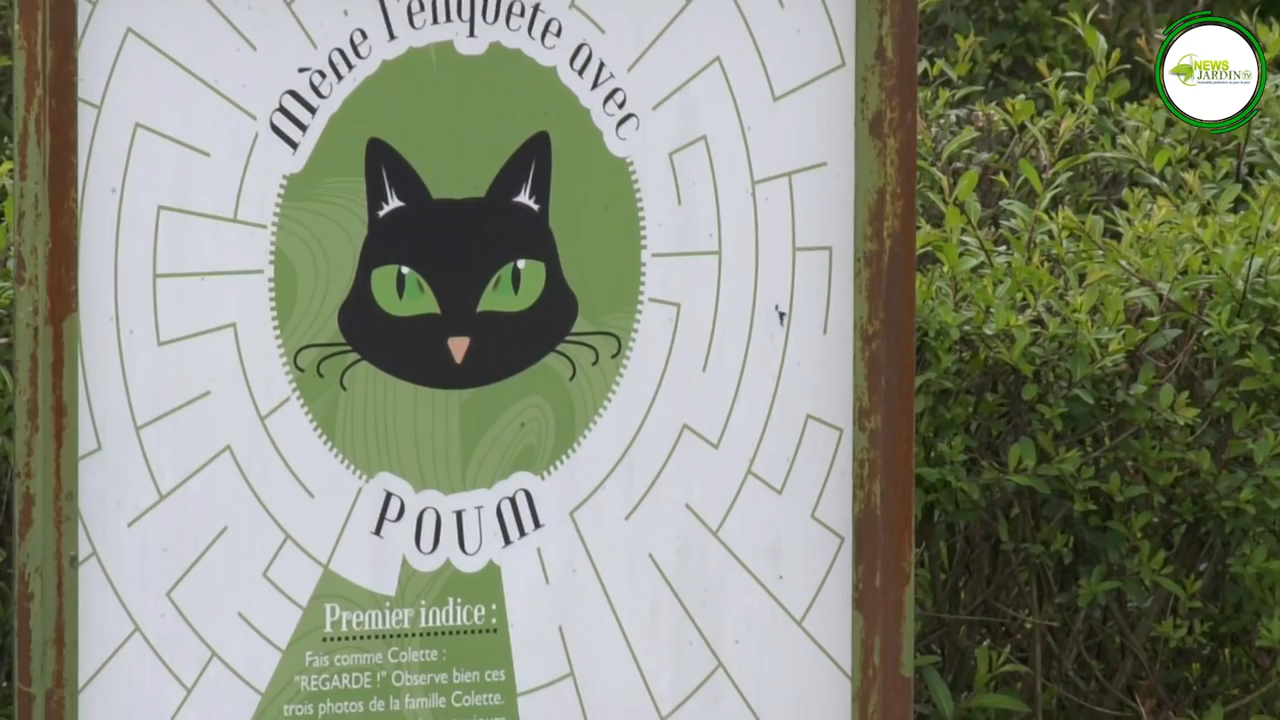 Mène l'enquête avec
POUM
Premier indice :
Fais comme Colette :
"REGARDE !" Observe bien ces
trois photos de la famille Colette.
NEWS
JARDIN TV